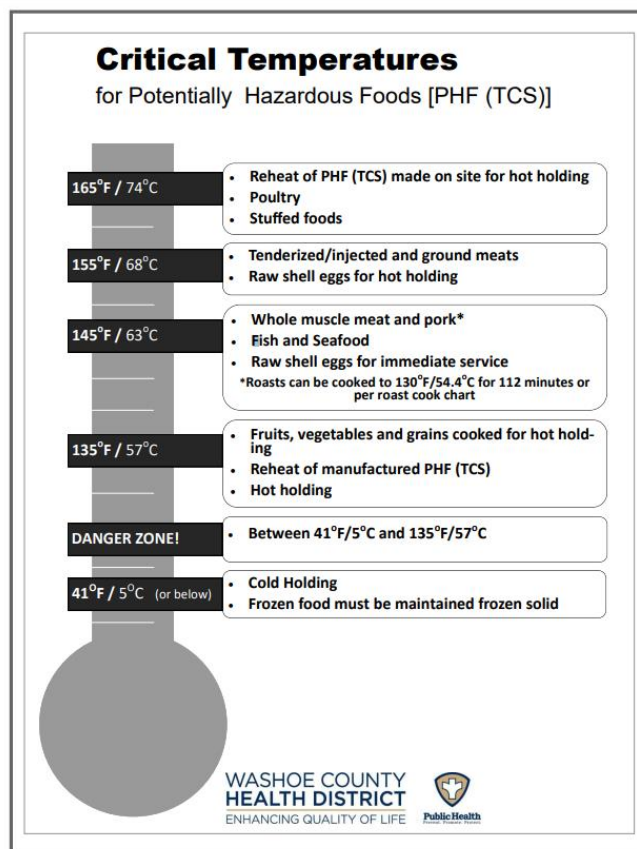 Critical Temperatures
for Potentially Hazardous Foods [PHF (TCS)]
165°F / 74°C
• Reheat of PHF (TCS) made on site for hot holding
• Poultry
• Stuffed foods
155°F / 68°C
• Tenderized/injected and ground meats
• Raw shell eggs for hot holding
145°F / 63°C
• Whole muscle meat and pork*
• Fish and Seafood
• Raw shell eggs for immediate service
*Roasts can be cooked to 130°F/54.4°C for 112 minutes or
per roast cook chart
135°F / 57°C
• Fruits, vegetables and grains cooked for hot hold-
ing
• Reheat of manufactured PHF (TCS)
• Hot holding
DANGER ZONE!
• Between 41°F/5°C and 135°F/57°C
41°F / 5°C (or below)
• Cold Holding
• Frozen food must be maintained frozen solid
WASHOE COUNTY
HEALTH DISTRICT
ENHANCING QUALITY OF LIFE
Public Health
Prevent. Promote. Protect.